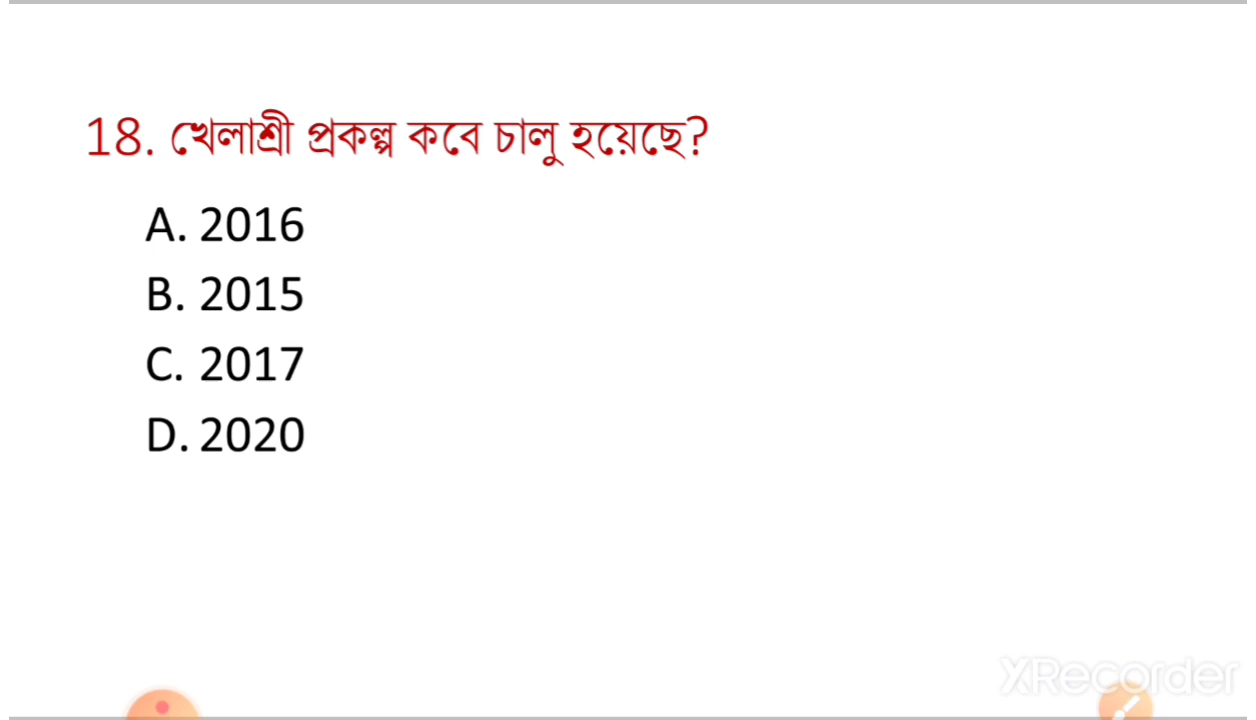 18. খেলাশ্রী প্রকল্প কবে চালু হয়েছে?
A. 2016
B. 2015
C. 2017
D. 2020
XRecorder